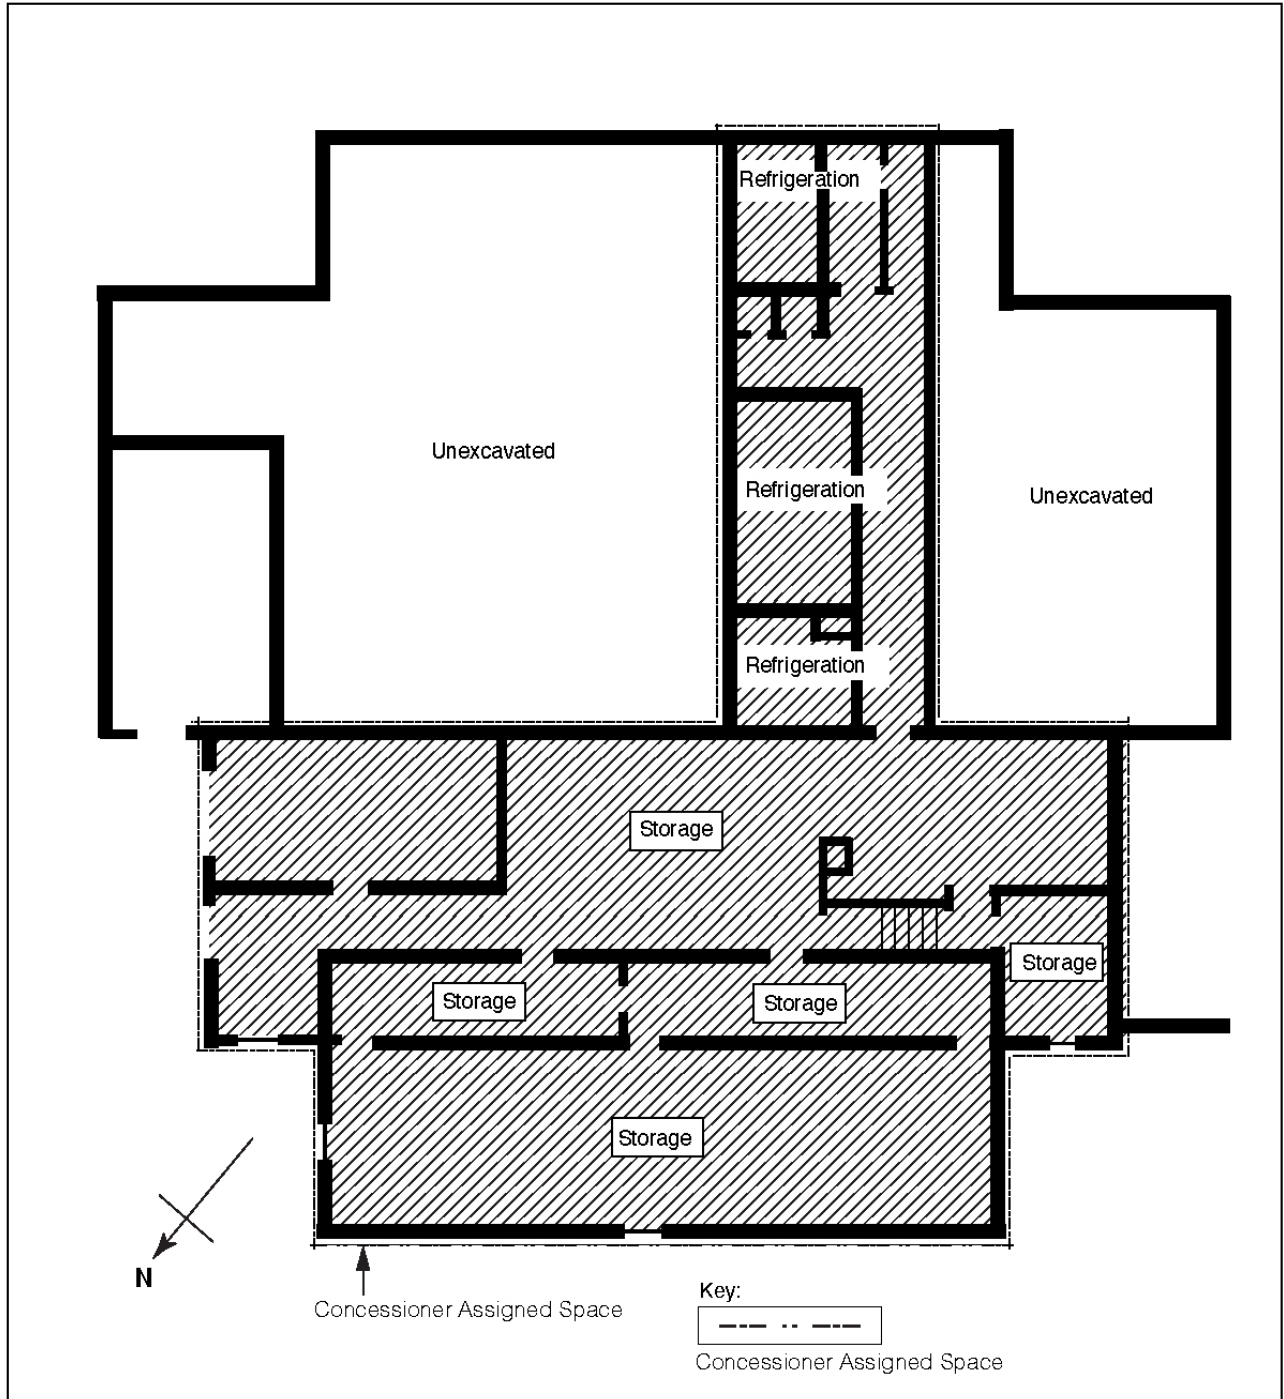 Refrigeration
Unexcavated
Refrigeration
Unexcavated
Refrigeration
Storage
Storage
Storage
Storage
Storage
N
Key:
Concessioner Assigned Space
Concessioner Assigned Space